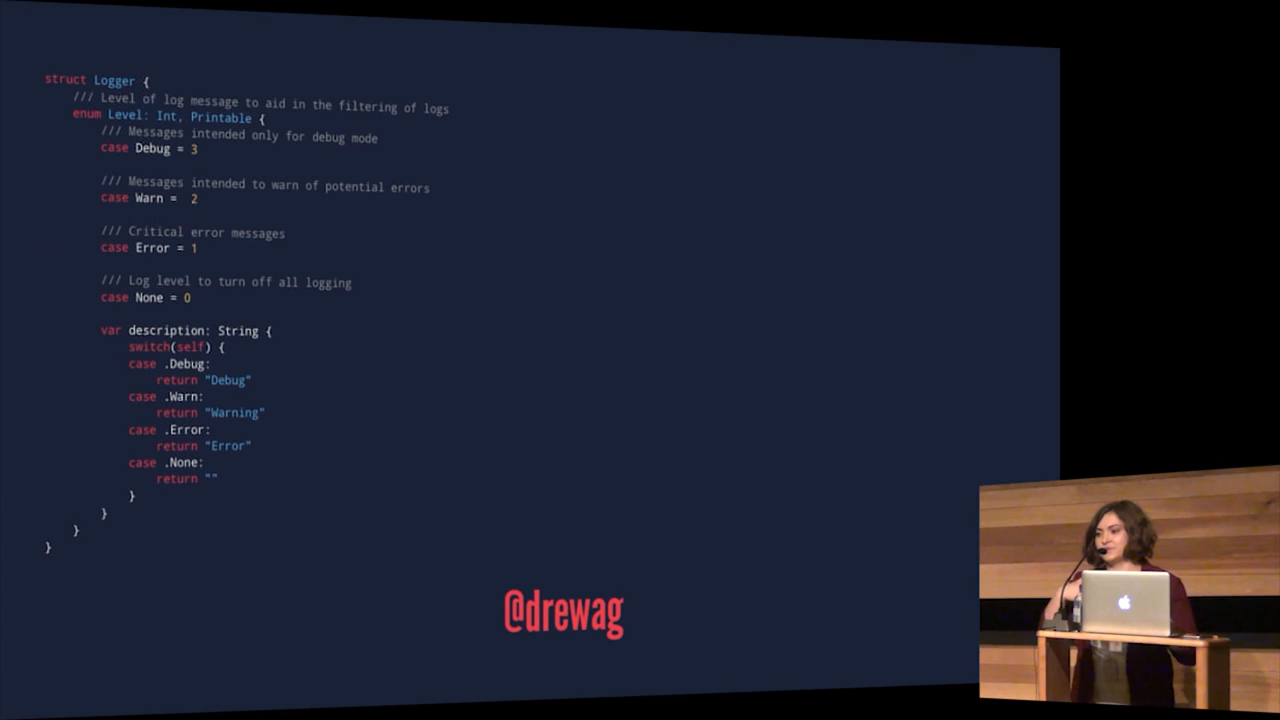 struct Logger {
    /// Level of log message to aid in the filtering of logs
    enum Level: Int, Printable {
        /// Messages intended only for debug mode
        case Debug = 3

        /// Messages intended to warn of potential errors
        case Warn =  2

        /// Critical error messages
        case Error = 1

        /// Log level to turn off all logging
        case None = 0

        var description: String {
            switch(self) {
            case .Debug:
                return "Debug"
            case .Warn:
                return "Warning"
            case .Error:
                return "Error"
            case .None:
                return ""
            }
        }
    }
}
@drewag